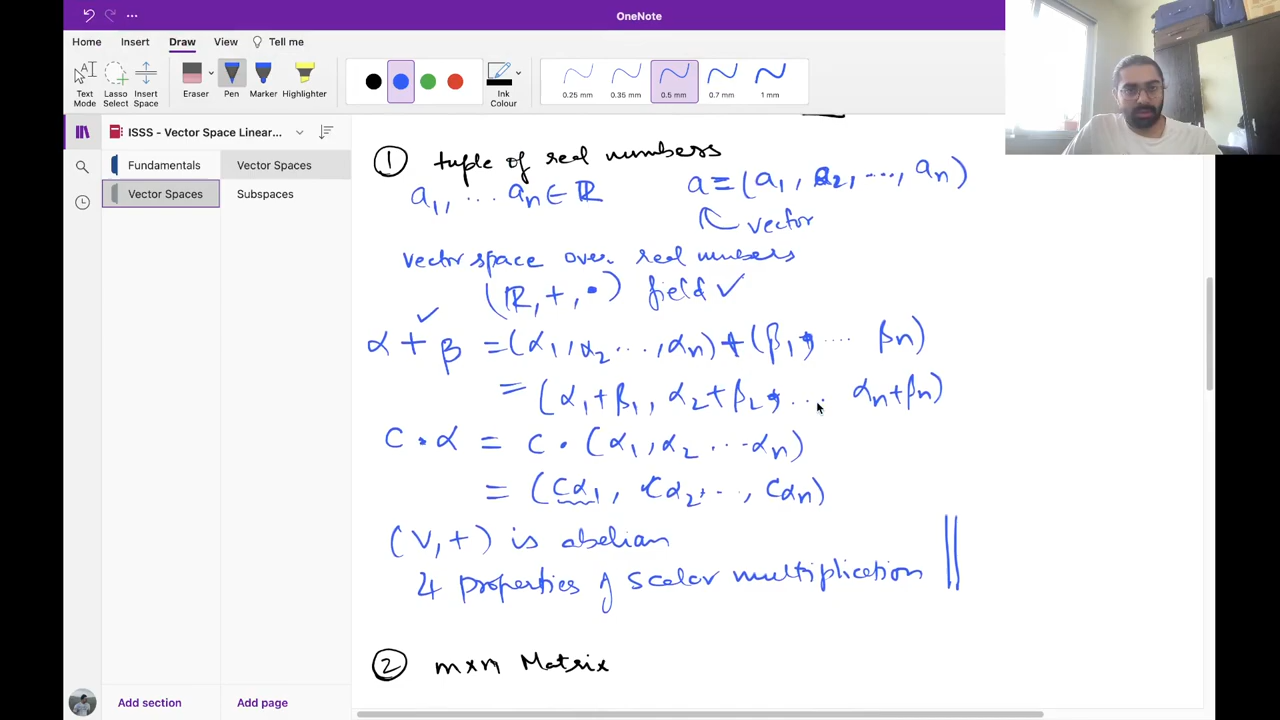 OneNote
Home Insert Draw View Tell me
Text Mode
Lasso Select
Insert Space
Eraser
Pen
Marker
Highlighter
Ink Colour
0.25 mm
0.35 mm
0.5 mm
0.7 mm
1 mm
ISSS - Vector Space Linear...
Fundamentals
Vector Spaces
Vector Spaces
Subspaces
① tuple of real numbers
a₁, ... aₙ ∈ ℝ a = (a₁, a₂, ..., aₙ)
vector
vector space over real numbers
(ℝ, +, •) field ✓
α + β = (α₁, α₂ ..., αₙ) + (β₁, ... βₙ)
= (α₁+β₁, α₂+β₂, ... αₙ+βₙ)
C • α = C • (α₁, α₂ ... αₙ)
= (Cα₁, Cα₂, .., Cαₙ)
(V, +) is abelian
4 properties of scalar multiplication
② m×n Matrix
Add section
Add page